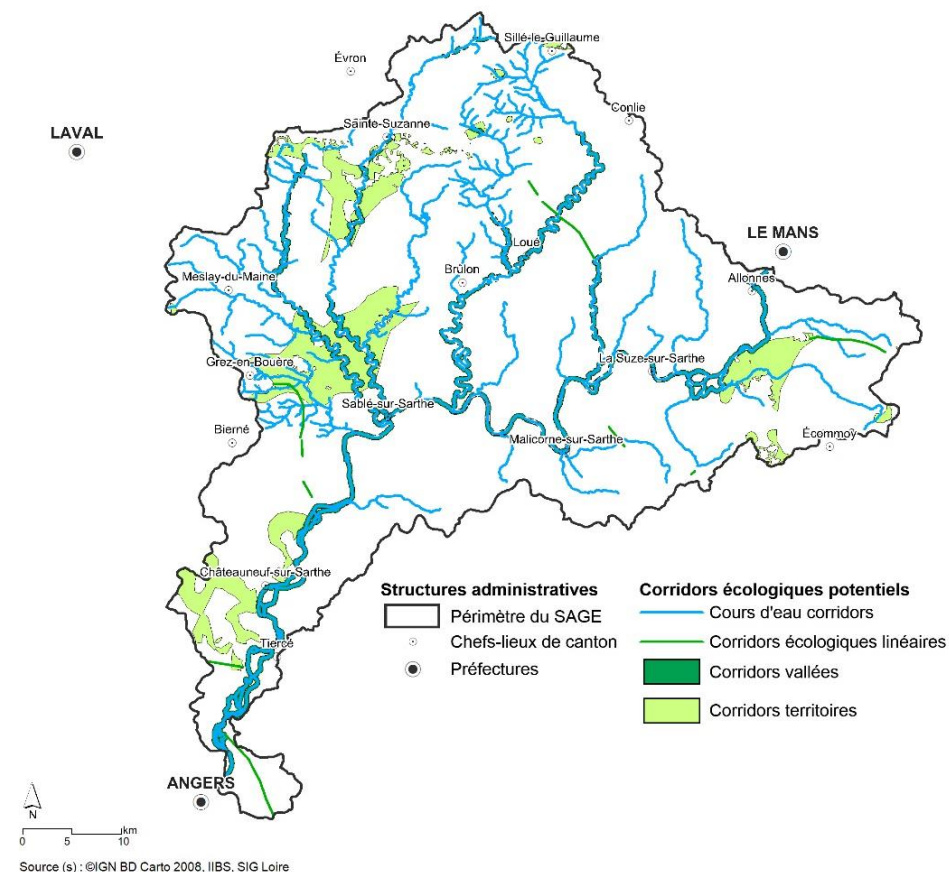 Sillé-le-Guillaume
Évron
Conlie
LAVAL
Sainte-Suzanne
LE MANS
Loué
Brûlon
Meslay-du-Maine
Allonnes
Grez-en-Bouère
La Suze-sur-Sarthe
Sablé-sur-Sarthe
Bierné
Malicorne-sur-Sarthe
Écommoy
Châteauneuf-sur-Sarthe
Tiercé
ANGERS
Structures administratives
Périmètre du SAGE
Chefs-lieux de canton
Préfectures
Corridors écologiques potentiels
Cours d'eau corridors
Corridors écologiques linéaires
Corridors vallées
Corridors territoires
N
km
0 5 10
Source (s) : ©IGN BD Carto 2008, IIBS, SIG Loire